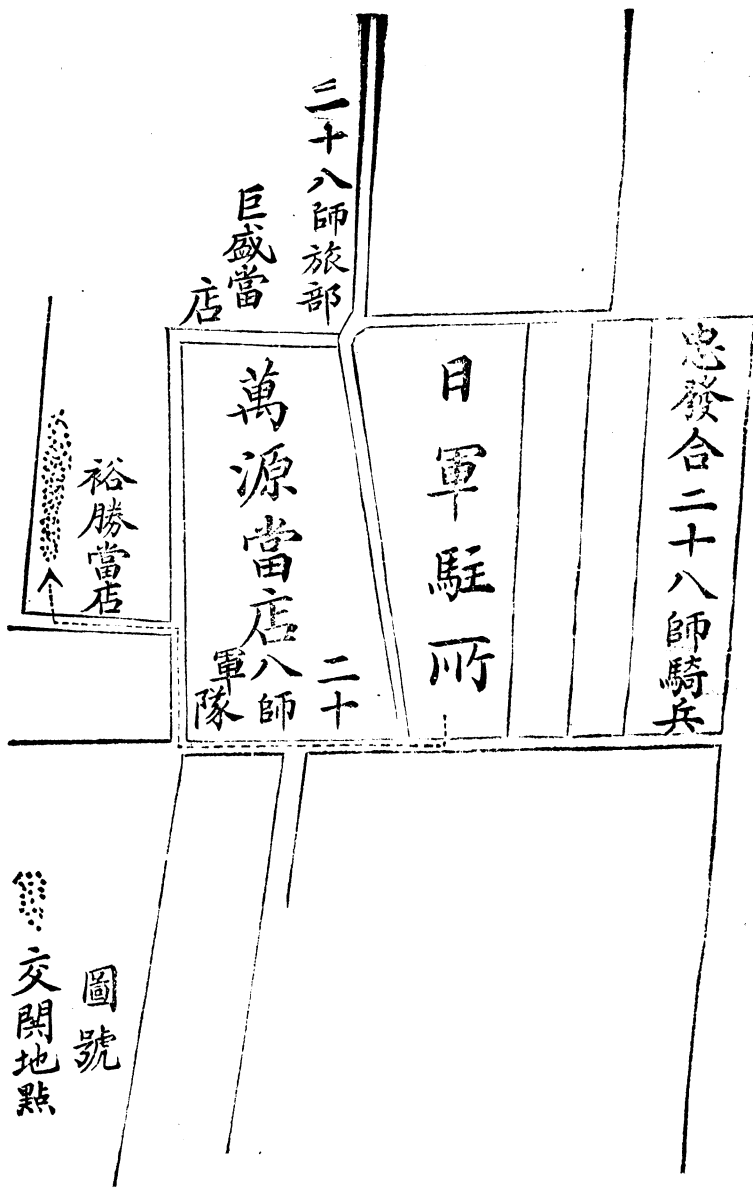 忠發合二十八師騎兵
日軍駐所
二十八師旅部
巨盛當
店
萬源當店
二十
八師
軍隊
裕勝當店
圖號
交開地點